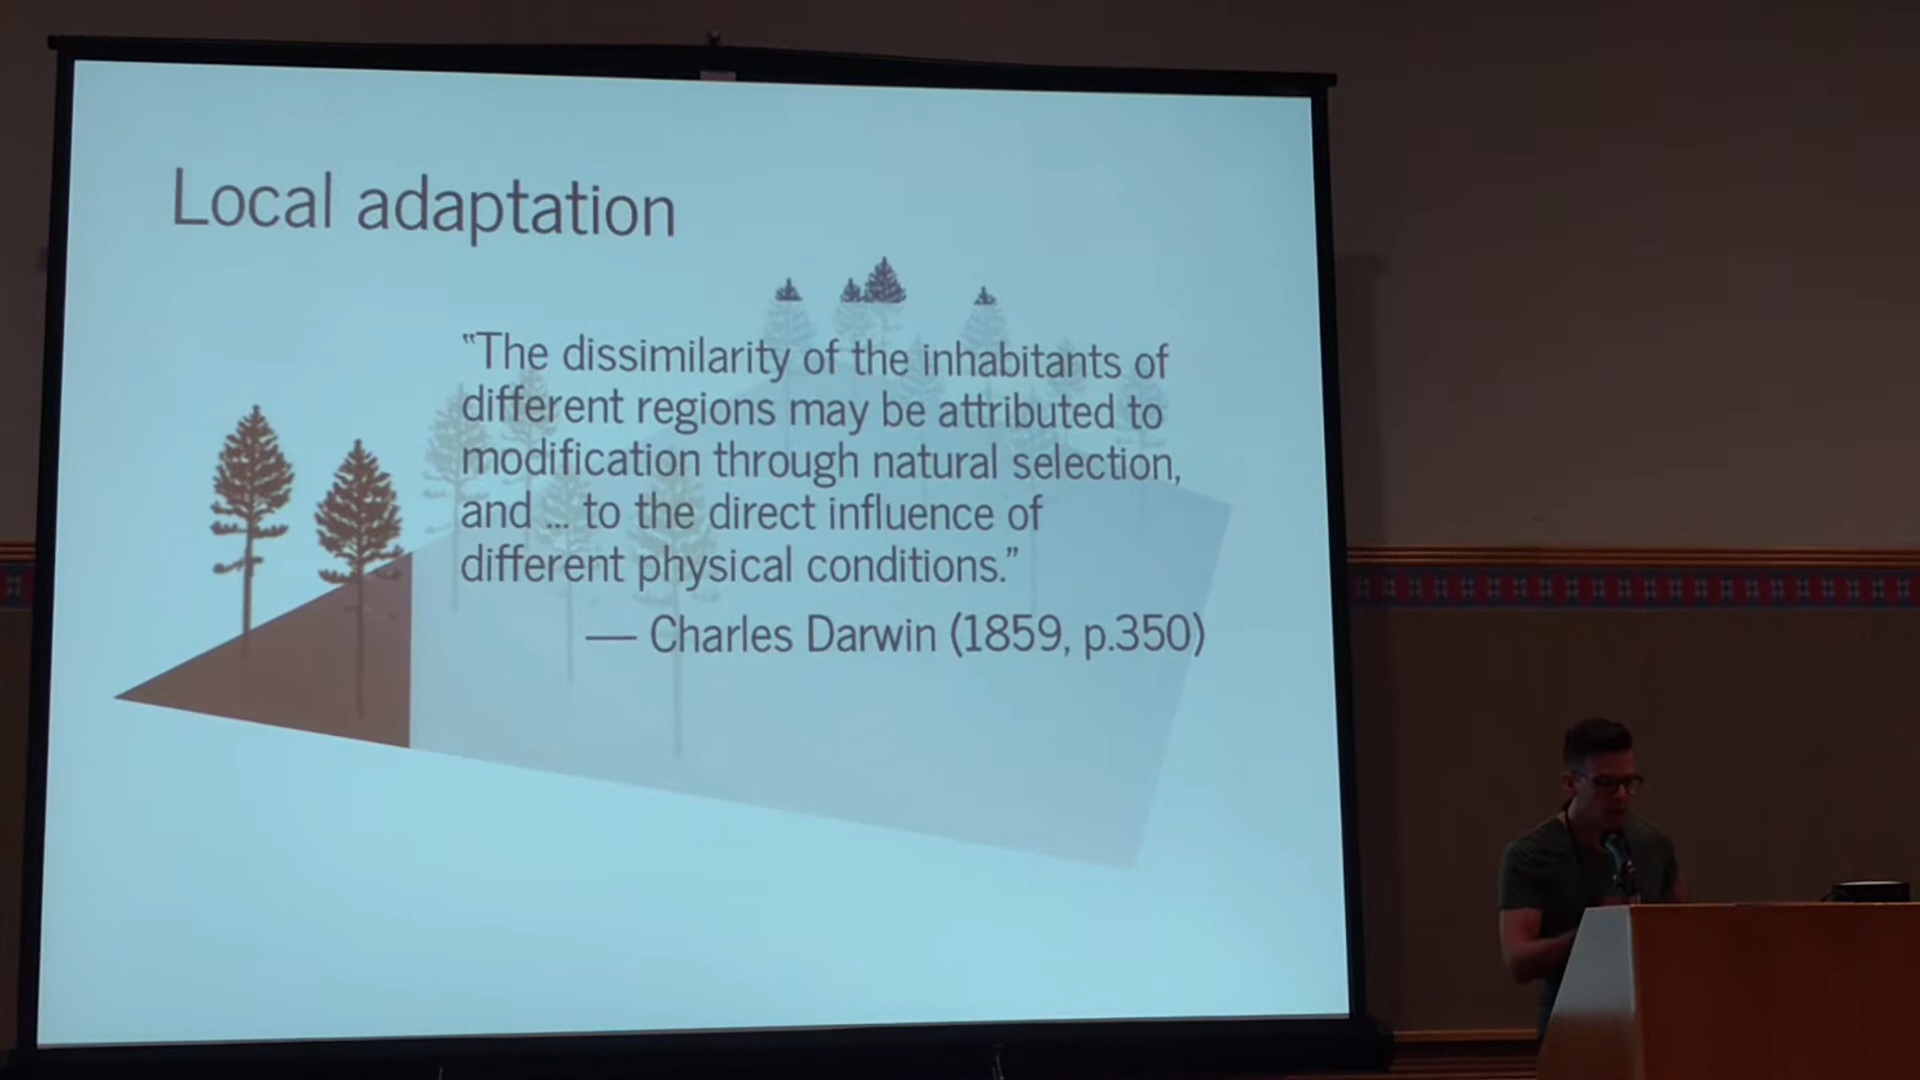 Local adaptation
“The dissimilarity of the inhabitants of
different regions may be attributed to
modification through natural selection,
and ... to the direct influence of
different physical conditions.”
— Charles Darwin (1859, p.350)